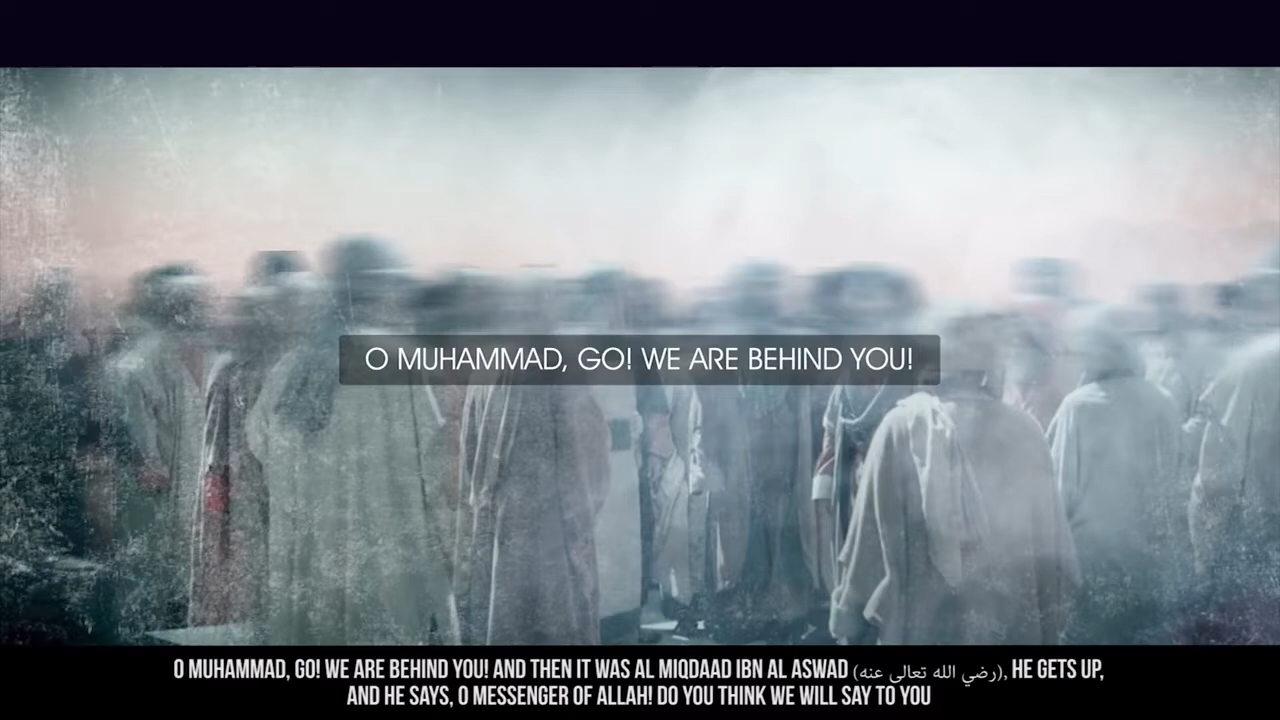 O MUHAMMAD, GO! WE ARE BEHIND YOU!
O MUHAMMAD, GO! WE ARE BEHIND YOU! AND THEN IT WAS AL MIQDAAD IBN AL ASWAD (رضي الله تعالى عنه), HE GETS UP,
AND HE SAYS, O MESSENGER OF ALLAH! DO YOU THINK WE WILL SAY TO YOU